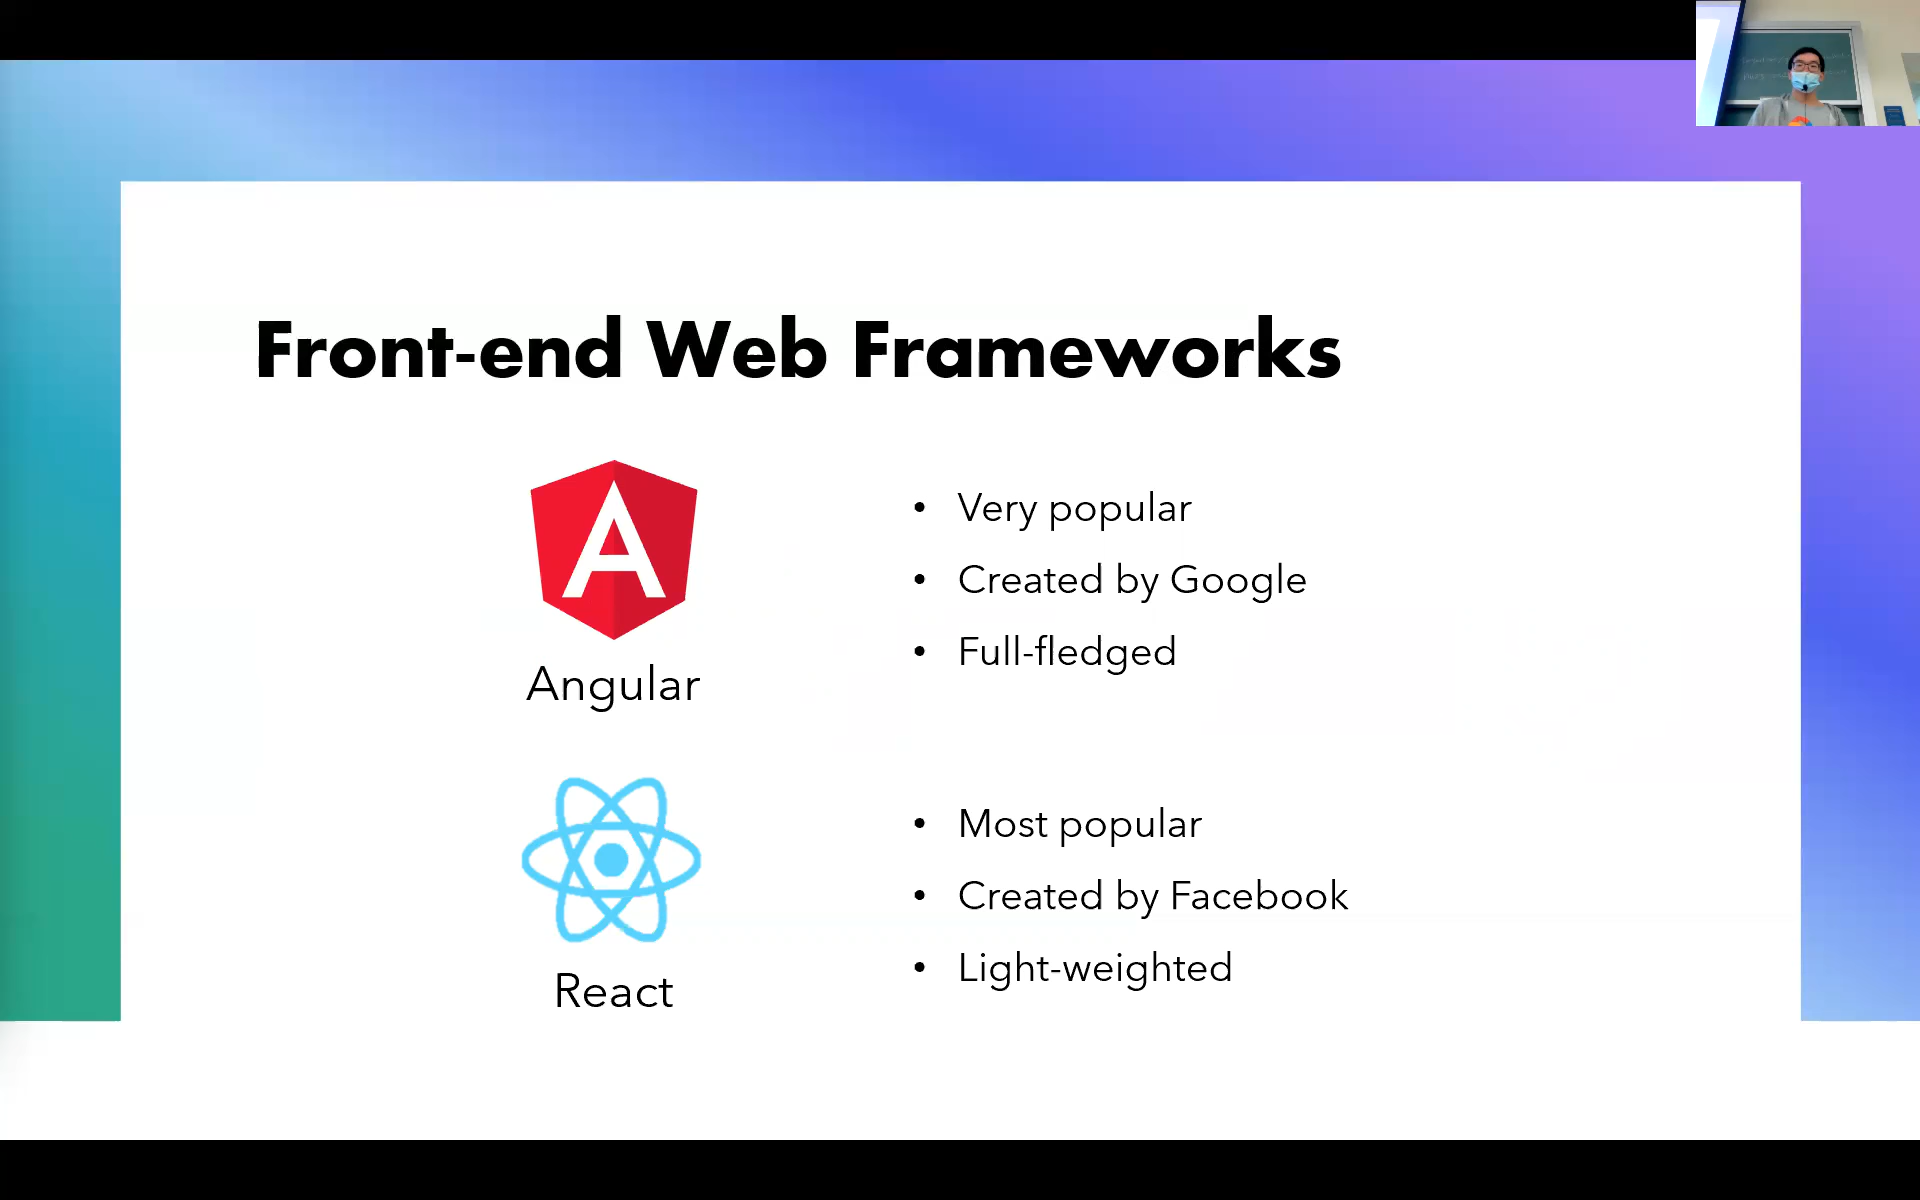 Front-end Web Frameworks
Angular
• Very popular
• Created by Google
• Full-fledged
React
• Most popular
• Created by Facebook
• Light-weighted